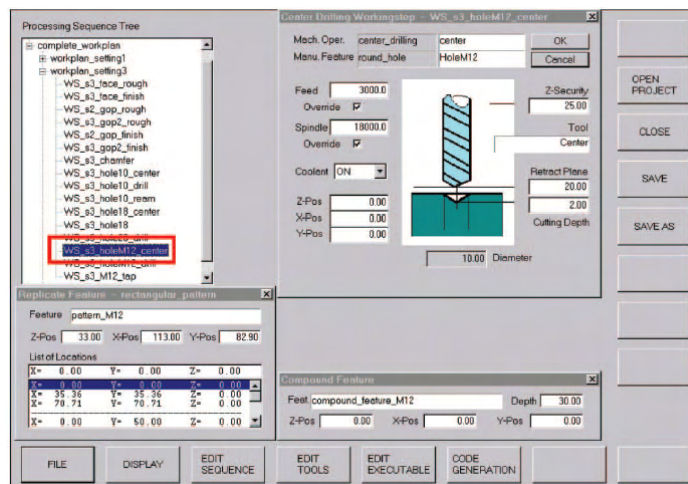 Processing Sequence Tree
complete_workplan
workplan_setting1
workplan_setting3
WS_s3_face_rough
WS_s3_face_finish
WS_s2_gop_rough
WS_s3_gop2_rough
WS_s2_gop_finish
WS_s3_gop2_finish
WS_s3_chamfer
WS_s3_hole10_center
WS_s3_hole10_drill
WS_s3_hole10_ream
WS_s3_hole18_center
WS_s3_hole18
WS_s3_holeM12_center
WS_s3_holeM12_drill
WS_s3_M12_tap
Center Drilling Workingstep - WS_s3_holeM12_center
Mach. Oper. center_drilling center OK
Manu. Feature round_hole HoleM12 Cancel
Feed 3000.0
Override
Spindle 18000.0
Override
Coolant ON
Z-Pos 0.00
X-Pos 0.00
Y-Pos 0.00
Z-Security
25.00
Tool
Center
Retract Plane
20.00
2.00
Cutting Depth
10.00 Diameter
OPEN
PROJECT
CLOSE
SAVE
SAVE AS
Replicate Feature - rectangular_pattern
Feature pattern_M12
Z-Pos 33.00 X-Pos 113.00 Y-Pos 82.90
List of Locations
X= 0.00 Y= 0.00 Z= 0.00
X= 0.00 Y= 0.00 Z= 0.00
X= 35.36 Y= 35.36 Z= 0.00
X= 70.71 Y= 70.71 Z= 0.00
X= 0.00 Y= 50.00 Z= 0.00
Compound Feature
Feat. compound_feature_M12 Depth 30.00
Z-Pos 0.00 X-Pos 0.00 Y-Pos 0.00
FILE
DISPLAY
EDIT
SEQUENCE
EDIT
TOOLS
EDIT
EXECUTABLE
CODE
GENERATION